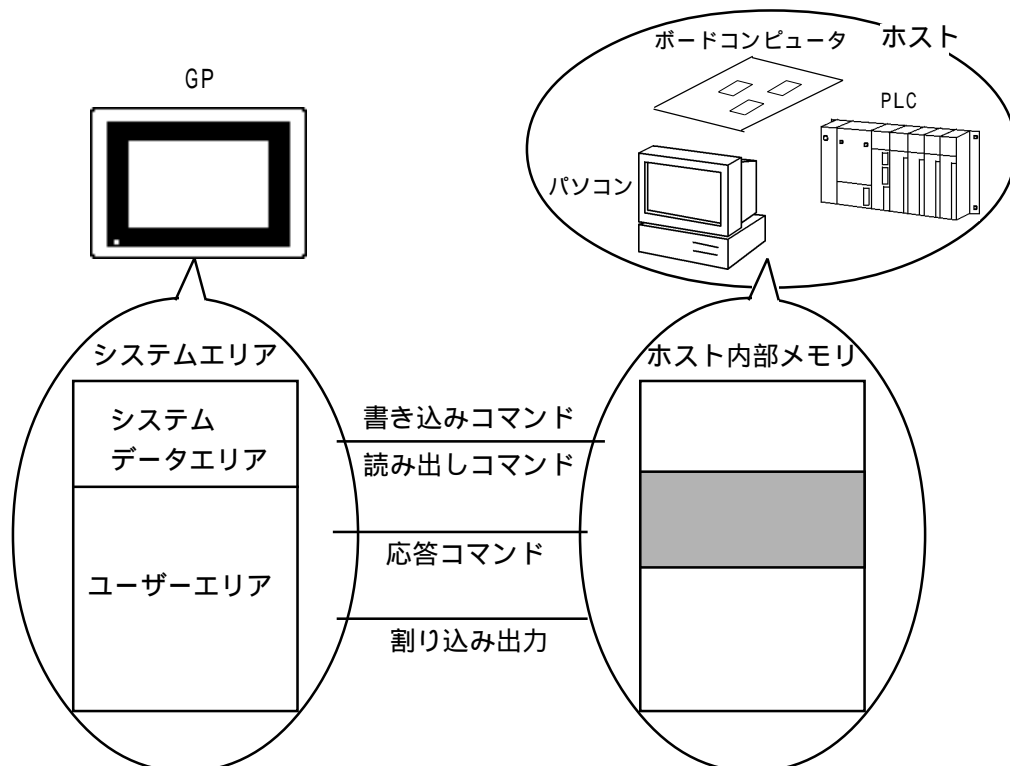 ボードコンピュータ
ホスト
GP
PLC
パソコン
システムエリア
ホスト内部メモリ
システム
データエリア
書き込みコマンド
読み出しコマンド
応答コマンド
ユーザーエリア
割り込み出力